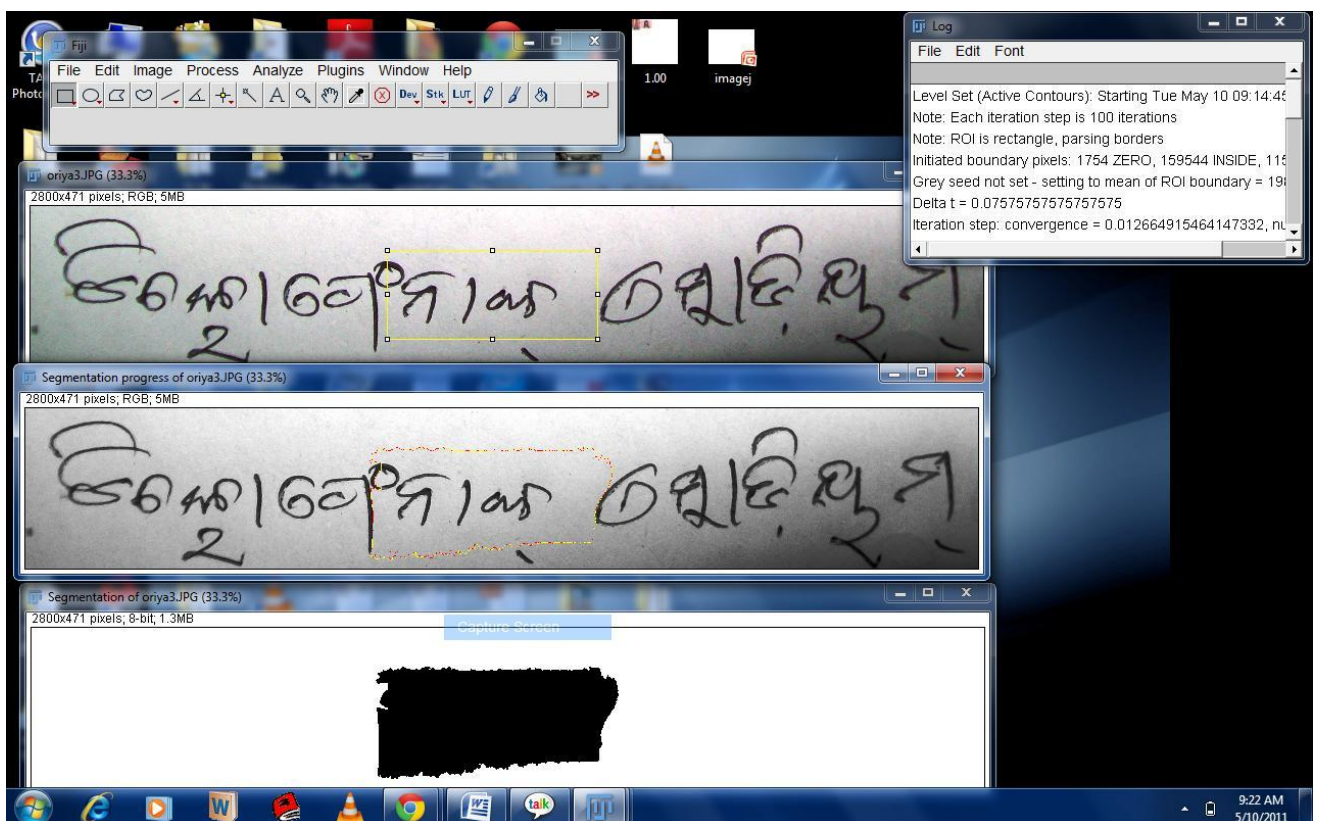 Fiji
File Edit Image Process Analyze Plugins Window Help
A Dev Stk LUT >>
1.00
imagej
Log
File Edit Font
Level Set (Active Contours): Starting Tue May 10 09:14:45
Note: Each iteration step is 100 iterations
Note: ROI is rectangle, parsing borders
Initiated boundary pixels: 1754 ZERO, 159544 INSIDE, 115
Grey seed not set - setting to mean of ROI boundary = 198
Delta t = 0.07575757575757575
Iteration step: convergence = 0.012664915464147332, nu
oriya3.JPG (33.3%)
2800x471 pixels; RGB; 5MB
Segmentation progress of oriya3.JPG (33.3%)
2800x471 pixels; RGB; 5MB
Segmentation of oriya3.JPG (33.3%)
2800x471 pixels; 8-bit; 1.3MB
Capture Screen
talk
9:22 AM
5/10/2011